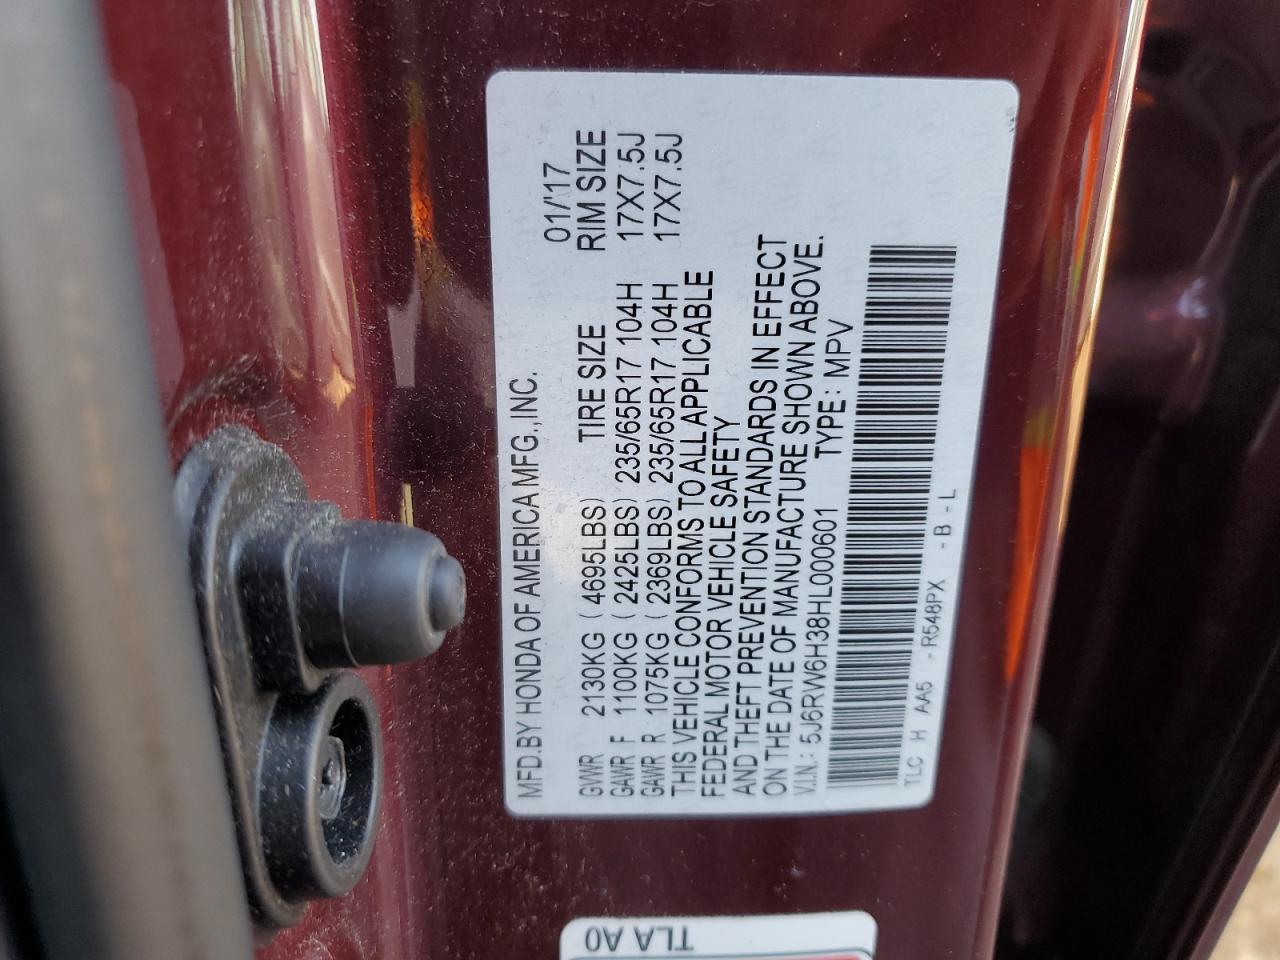 MFD.BY HONDA OF AMERICA MFG.,INC.
01/'17
GVWR 2130KG ( 4695LBS) TIRE SIZE RIM SIZE
GAWR F 1100KG ( 2425LBS) 235/65R17 104H 17X7.5J
GAWR R 1075KG ( 2369LBS) 235/65R17 104H 17X7.5J
THIS VEHICLE CONFORMS TO ALL APPLICABLE
FEDERAL MOTOR VEHICLE SAFETY
AND THEFT PREVENTION STANDARDS IN EFFECT
ON THE DATE OF MANUFACTURE SHOWN ABOVE.
V.I.N.: 5J6RW6H38HL000601 TYPE: MPV
TLC H AA5 - R548PX - B - L
TLA A0